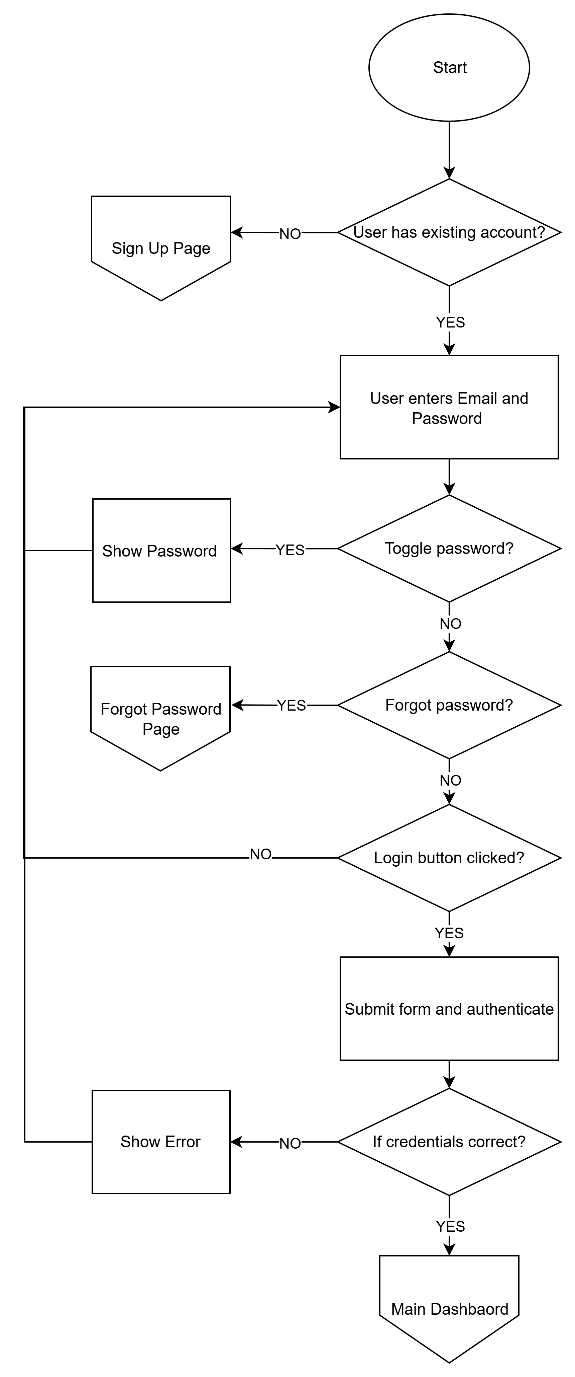 Start
User has existing account?
NO
Sign Up Page
YES
User enters Email and
Password
Toggle password?
YES
Show Password
NO
Forgot password?
YES
Forgot Password
Page
NO
Login button clicked?
NO
YES
Submit form and authenticate
If credentials correct?
NO
Show Error
YES
Main Dashbaord